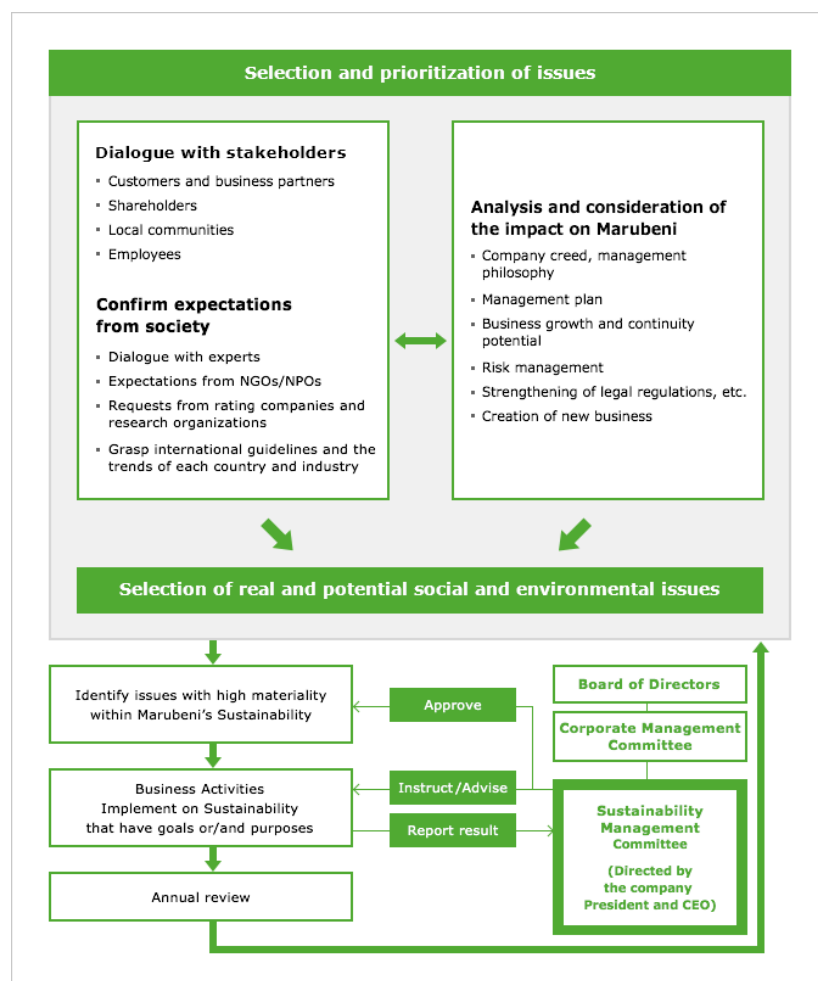 Selection and prioritization of issues
Dialogue with stakeholders
▪ Customers and business partners
▪ Shareholders
▪ Local communities
▪ Employees
Confirm expectations
from society
▪ Dialogue with experts
▪ Expectations from NGOs/NPOs
▪ Requests from rating companies and
research organizations
▪ Grasp international guidelines and the
trends of each country and industry
Analysis and consideration of
the impact on Marubeni
▪ Company creed, management
philosophy
▪ Management plan
▪ Business growth and continuity
potential
▪ Risk management
▪ Strengthening of legal regulations, etc.
▪ Creation of new business
Selection of real and potential social and environmental issues
Identify issues with high materiality
within Marubeni’s Sustainability
Approve
Board of Directors
Corporate Management
Committee
Business Activities
Implement on Sustainability
that have goals or/and purposes
Instruct/Advise
Report result
Sustainability
Management
Committee
(Directed by
the company
President and CEO)
Annual review